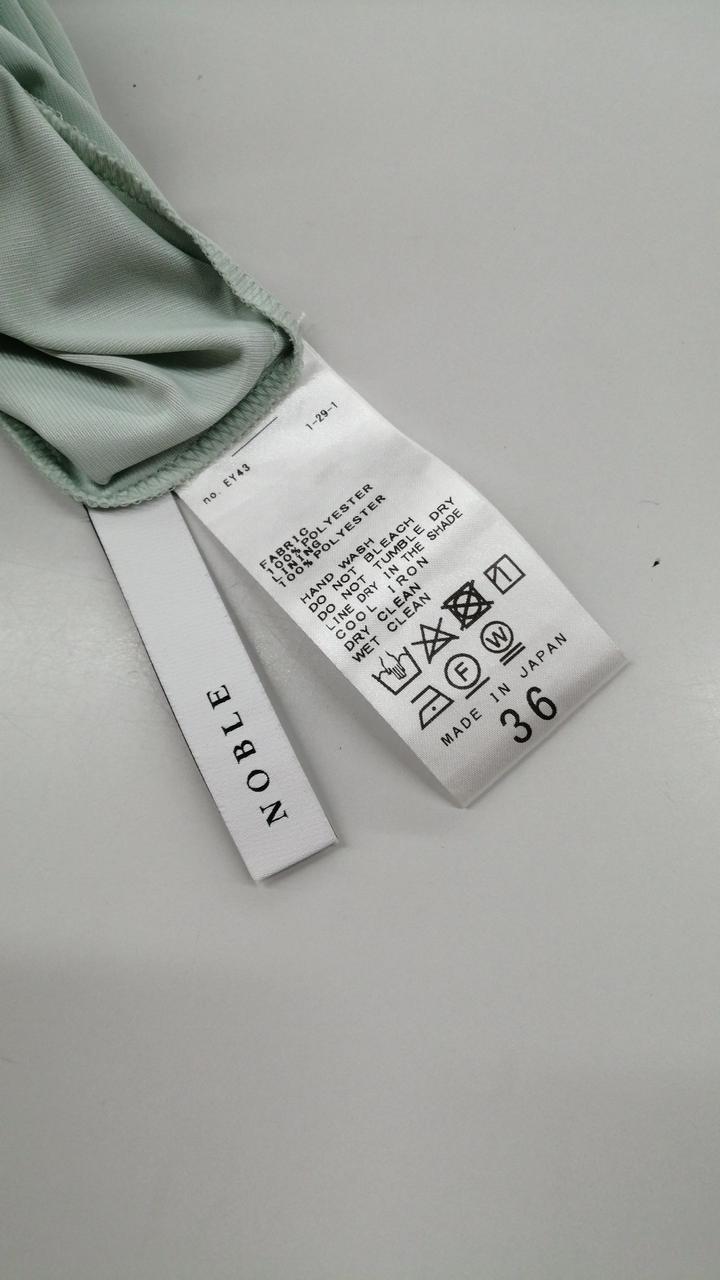 1-29-1
no. EY43
FABRIC
100%POLYESTER
LINING
100%POLYESTER
HAND WASH
DO NOT BLEACH
DO NOT TUMBLE DRY
LINE DRY IN THE SHADE
COOL IRON
DRY CLEAN
WET CLEAN
F
W
MADE IN JAPAN
36
NOBLE